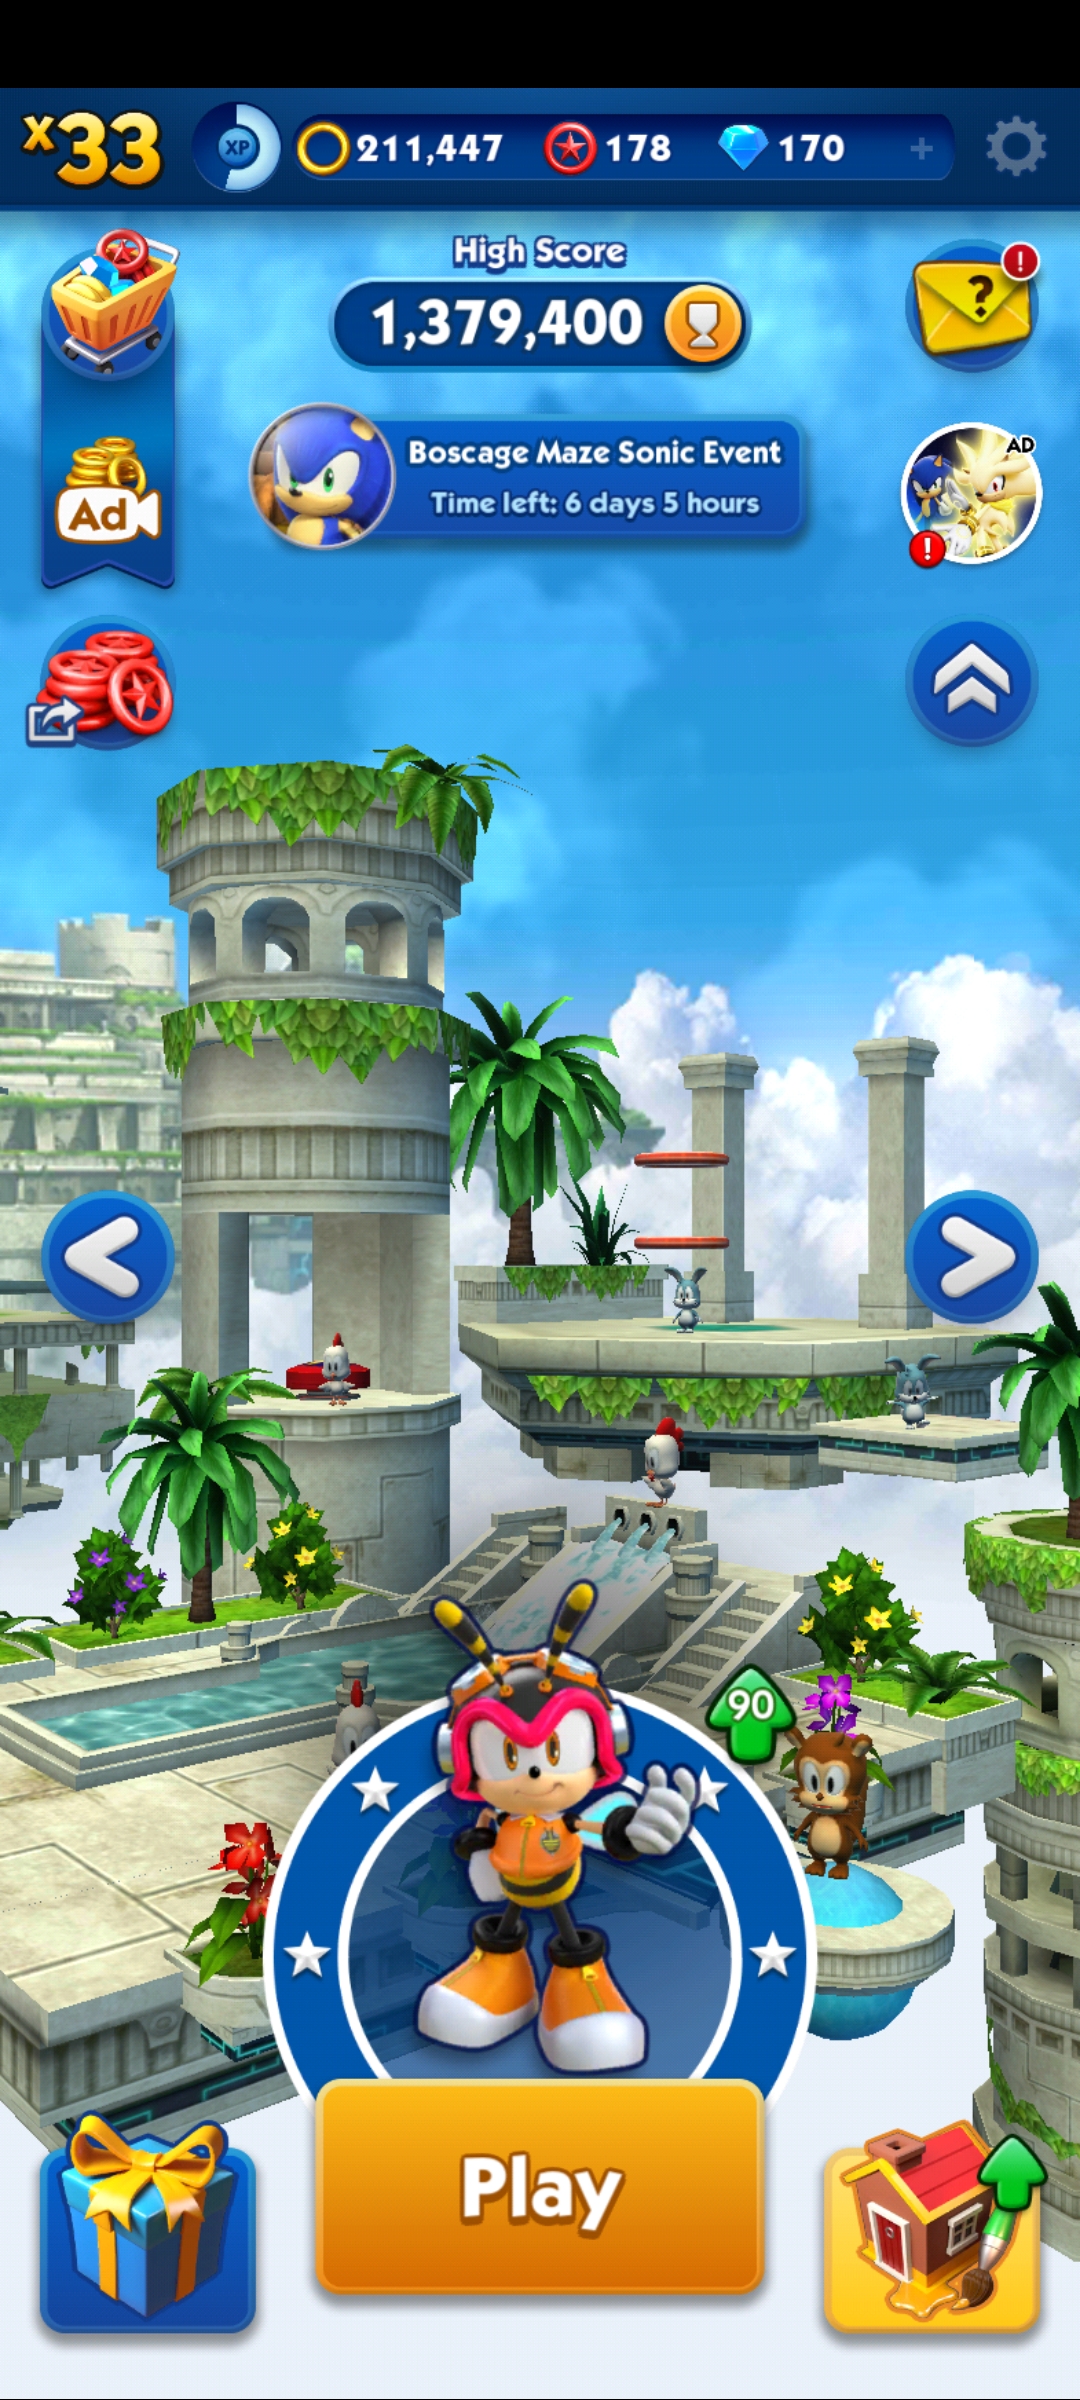 x33
XP
211,447
178
170
+
High Score
1,379,400
?
!
Boscage Maze Sonic Event
Time left: 6 days 5 hours
AD
!
Ad
90
Play